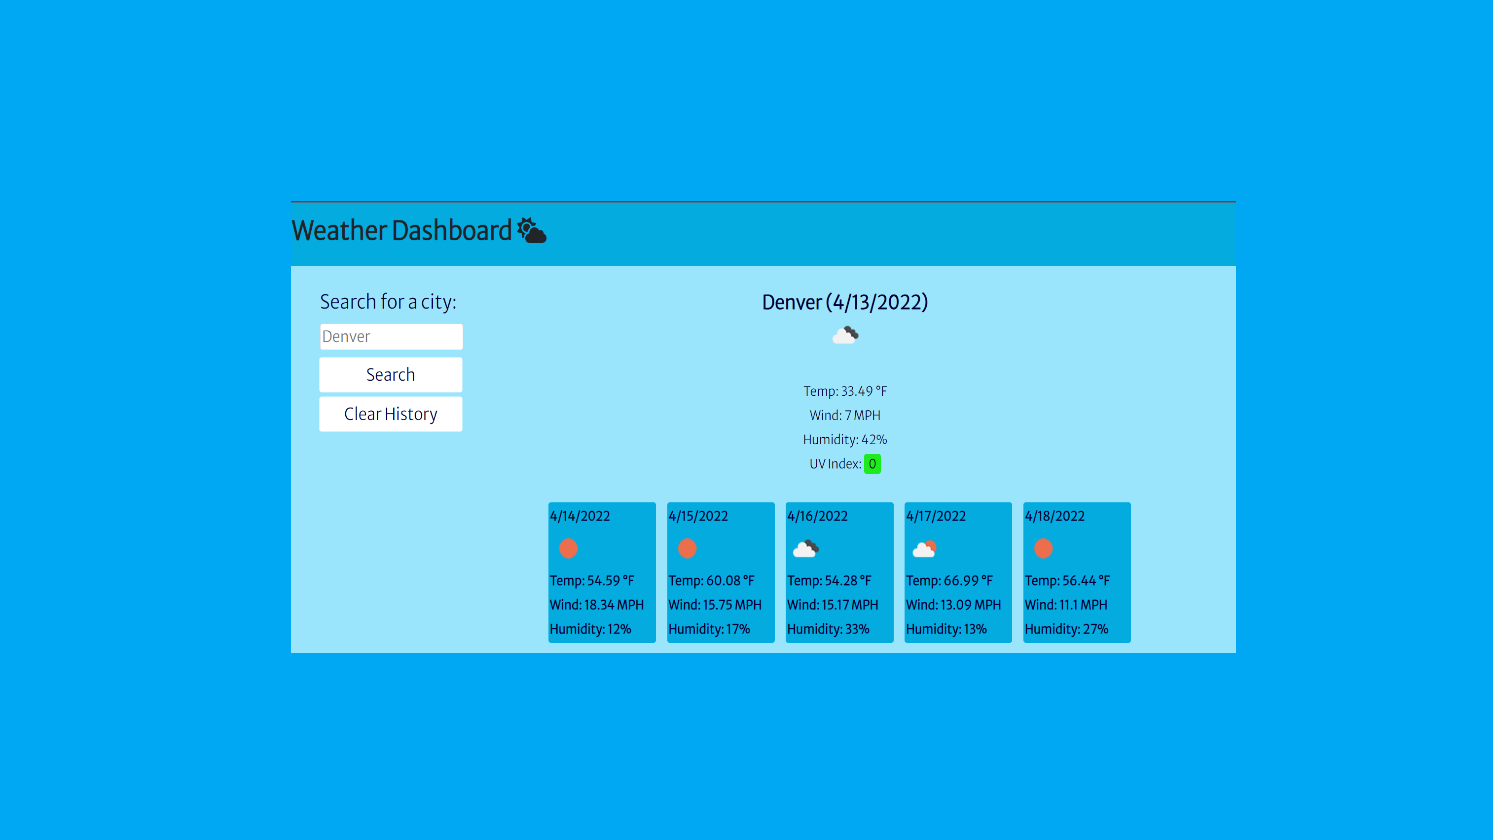 Weather Dashboard
Search for a city:
Denver
Search
Clear History
Denver (4/13/2022)
Temp: 33.49 °F
Wind: 7 MPH
Humidity: 42%
UV Index: 0
4/14/2022
Temp: 54.59 °F
Wind: 18.34 MPH
Humidity: 12%
4/15/2022
Temp: 60.08 °F
Wind: 15.75 MPH
Humidity: 17%
4/16/2022
Temp: 54.28 °F
Wind: 15.17 MPH
Humidity: 33%
4/17/2022
Temp: 66.99 °F
Wind: 13.09 MPH
Humidity: 13%
4/18/2022
Temp: 56.44 °F
Wind: 11.1 MPH
Humidity: 27%